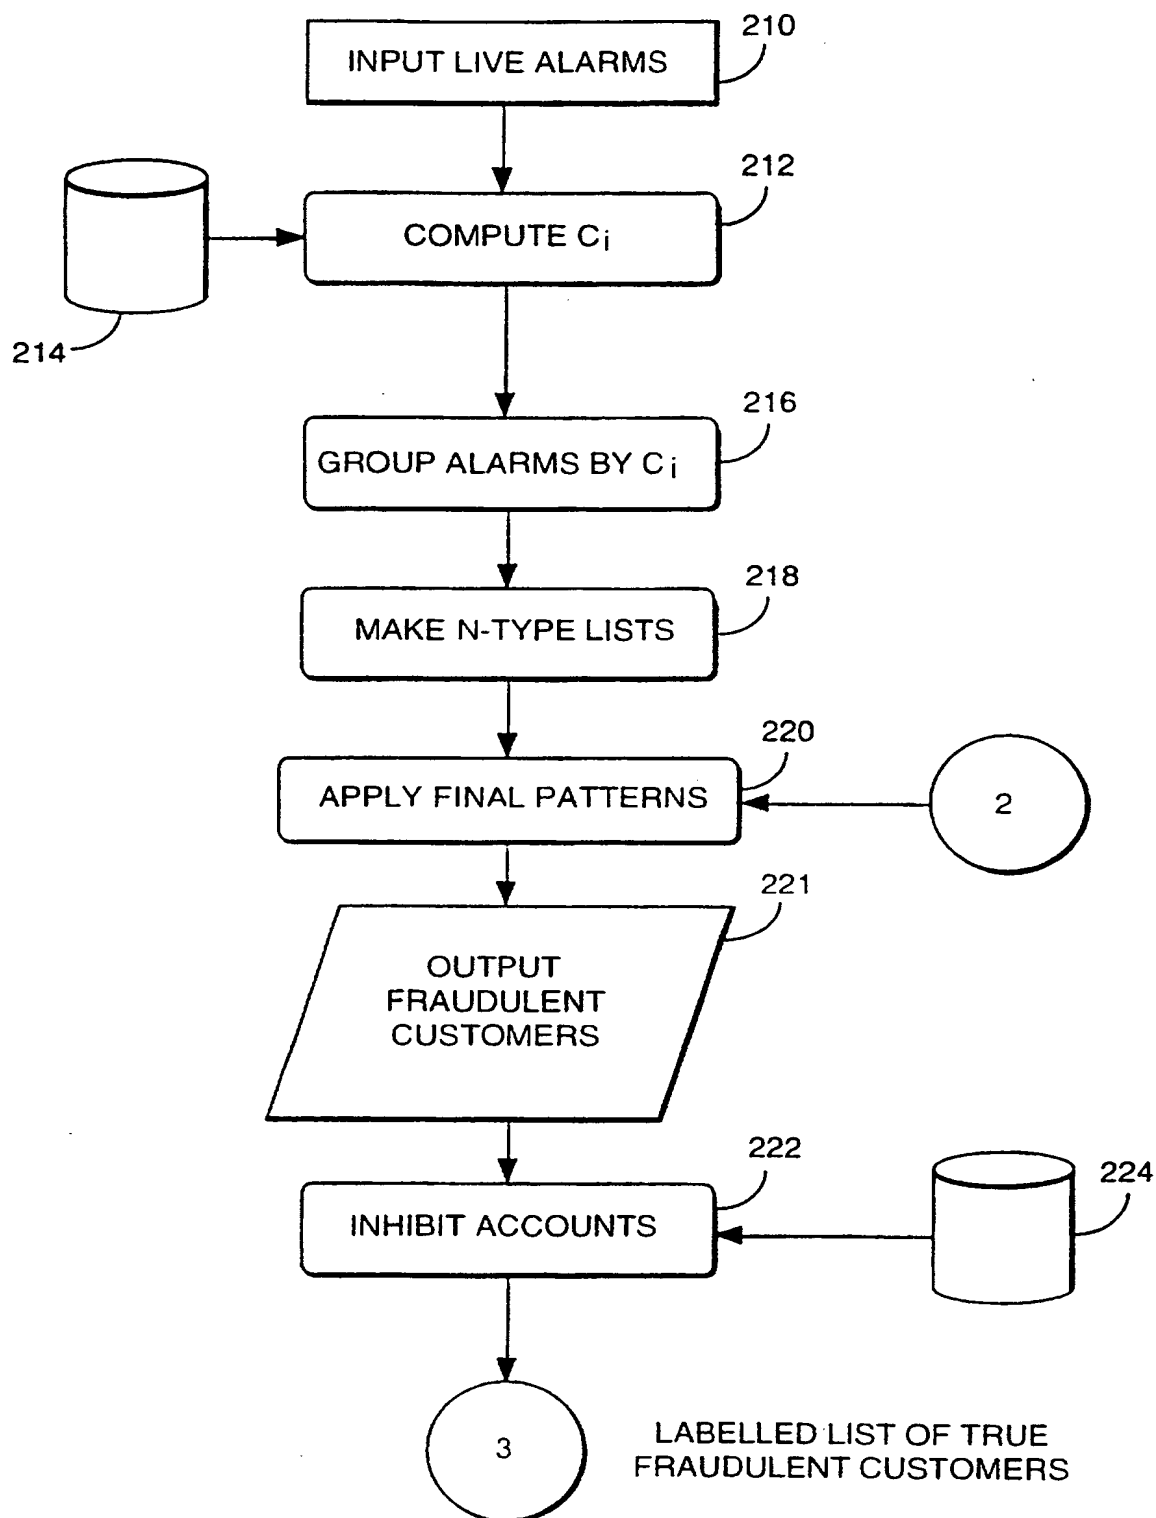 210
INPUT LIVE ALARMS
212
COMPUTE Ci
214
216
GROUP ALARMS BY Ci
218
MAKE N-TYPE LISTS
220
APPLY FINAL PATTERNS
2
221
OUTPUT
FRAUDULENT
CUSTOMERS
222
INHIBIT ACCOUNTS
224
3
LABELLED LIST OF TRUE
FRAUDULENT CUSTOMERS